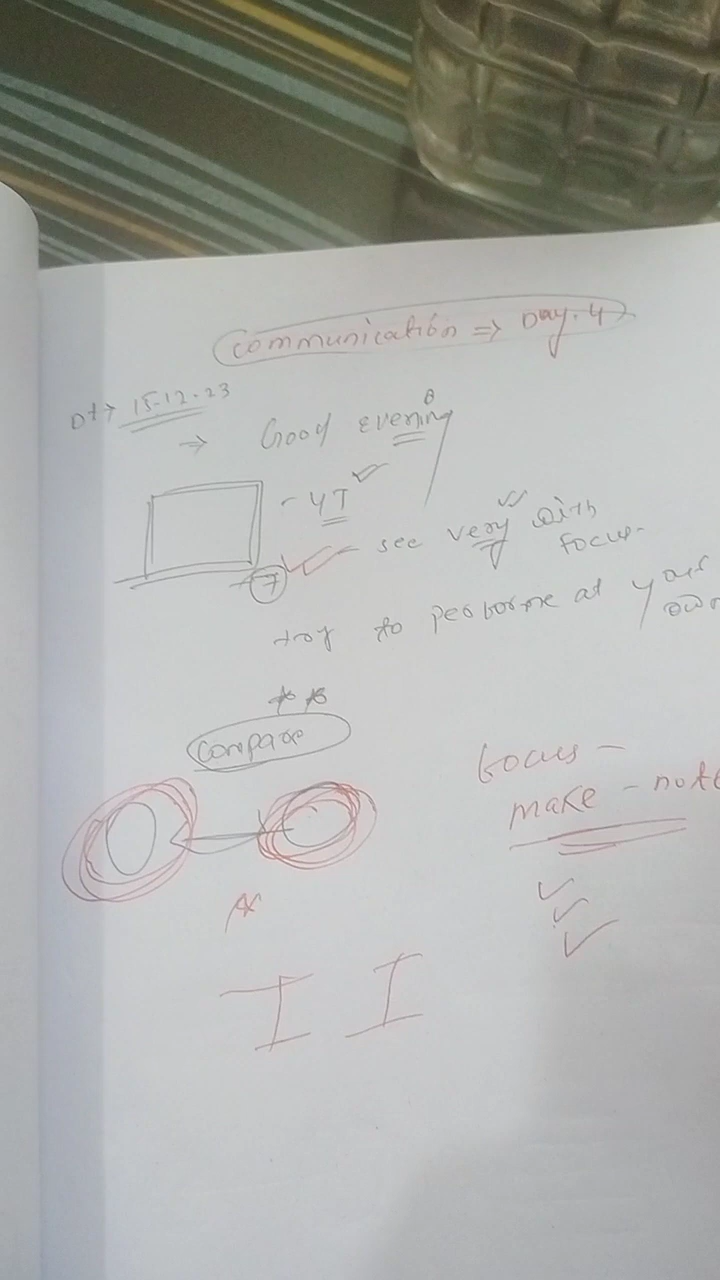 Communication ⇒ Day. 4
Dt→ 15-12-23
⇒ Good evening
- YT
7
see very with
focus.
try to performe at your
own
compare
focus -
make - note
I I